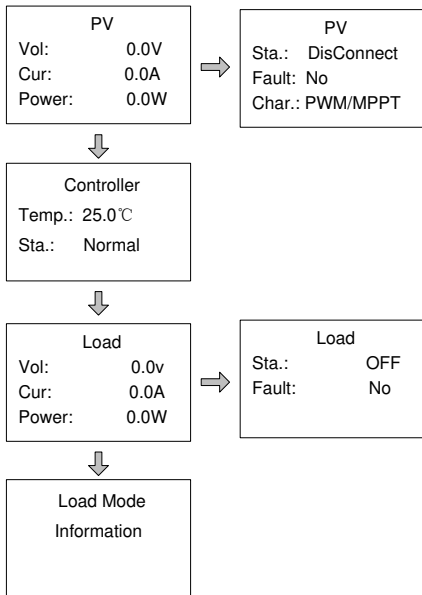 PV
Vol: 0.0V
Cur: 0.0A
Power: 0.0W
PV
Sta.: DisConnect
Fault: No
Char.: PWM/MPPT
Controller
Temp.: 25.0℃
Sta.: Normal
Load
Vol: 0.0v
Cur: 0.0A
Power: 0.0W
Load
Sta.: OFF
Fault: No
Load Mode
Information